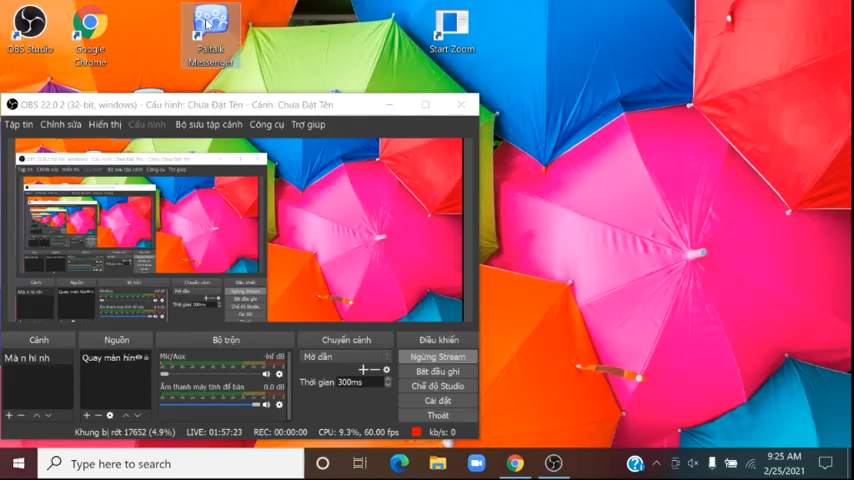 OBS Studio
Google Chrome
Paltalk Messenger
Start Zoom
OBS 22.0.2 (32-bit, windows) - Cấu hình: Chưa Đặt Tên - Cảnh: Chưa Đặt Tên
Tập tin Chỉnh sửa Hiển thị Cấu hình Bộ sưu tập cảnh Công cụ Trợ giúp
Cảnh Nguồn Bộ trộn Chuyển cảnh Điều khiển
Mà n hì nh
Quay màn hìn
Mic/Aux -inf dB
Âm thanh máy tính để bàn 0.0 dB
Mờ dần
Thời gian 300ms
Ngừng Stream
Bắt đầu ghi
Chế độ Studio
Cài đặt
Thoát
Khung bị rớt 17652 (4.9%) LIVE: 01:57:23 REC: 00:00:00 CPU: 9.3%, 60.00 fps kb/s: 0
Type here to search
9:25 AM
2/25/2021